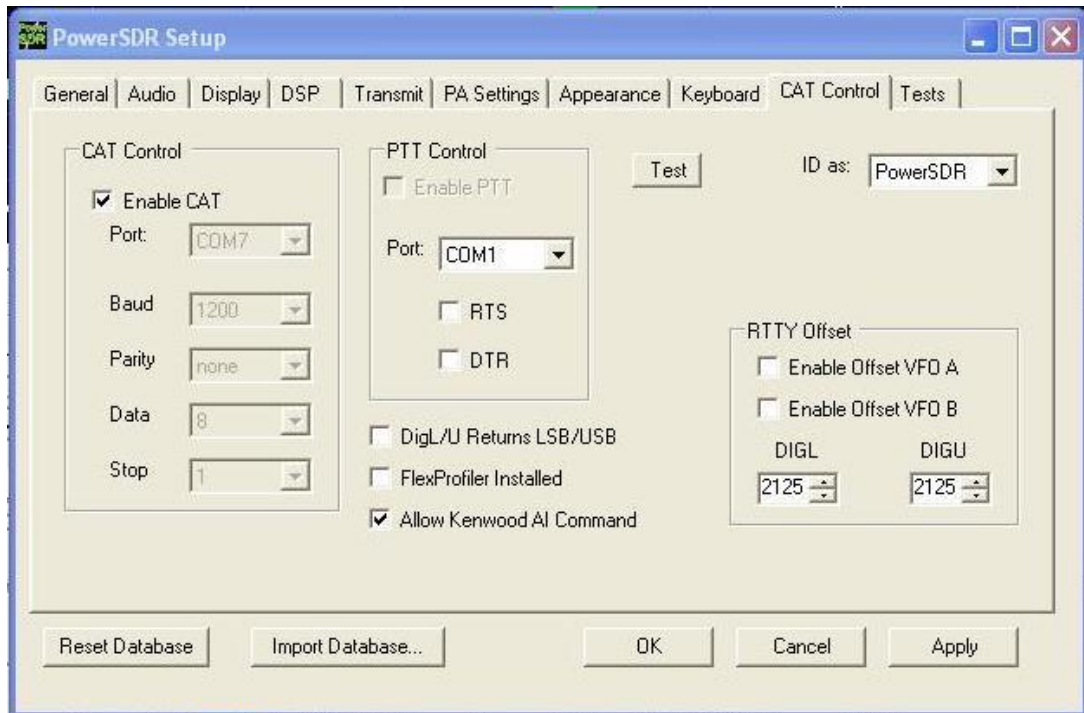 PowerSDR Setup
General Audio Display DSP Transmit PA Settings Appearance Keyboard CAT Control Tests
CAT Control
Enable CAT
Port: COM7
Baud 1200
Parity none
Data 8
Stop 1
PTT Control
Enable PTT
Port: COM1
RTS
DTR
DigL/U Returns LSB/USB
FlexProfiler Installed
Allow Kenwood AI Command
Test
ID as: PowerSDR
RTTY Offset
Enable Offset VFO A
Enable Offset VFO B
DIGL DIGU
2125 2125
Reset Database Import Database... OK Cancel Apply